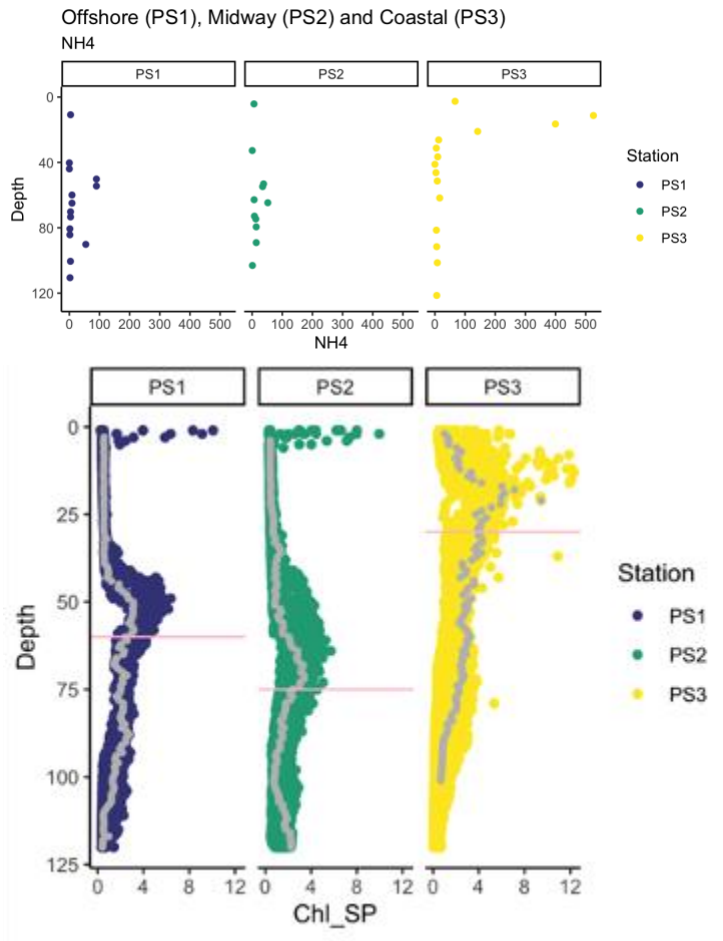 Offshore (PS1), Midway (PS2) and Coastal (PS3)
NH4
PS1 PS2 PS3
0
40
80
120
Depth
0 100 200 300 400 500 0 100 200 300 400 500 0 100 200 300 400 500
NH4
Station
PS1
PS2
PS3
PS1 PS2 PS3
0
25
50
75
100
125
Depth
0 4 8 12 0 4 8 12 0 4 8 12
Chl_SP
Station
PS1
PS2
PS3